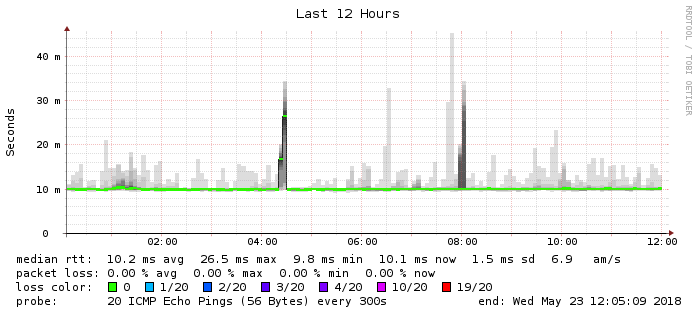 Last 12 Hours
RRDTOOL / TOBI OETIKER
Seconds
40 m
30 m
20 m
10 m
0
02:00 04:00 06:00 08:00 10:00 12:00
median rtt: 10.2 ms avg 26.5 ms max 9.8 ms min 10.1 ms now 1.5 ms sd 6.9 am/s
packet loss: 0.00 % avg 0.00 % max 0.00 % min 0.00 % now
loss color: 0 1/20 2/20 3/20 4/20 10/20 19/20
probe: 20 ICMP Echo Pings (56 Bytes) every 300s end: Wed May 23 12:05:09 2018